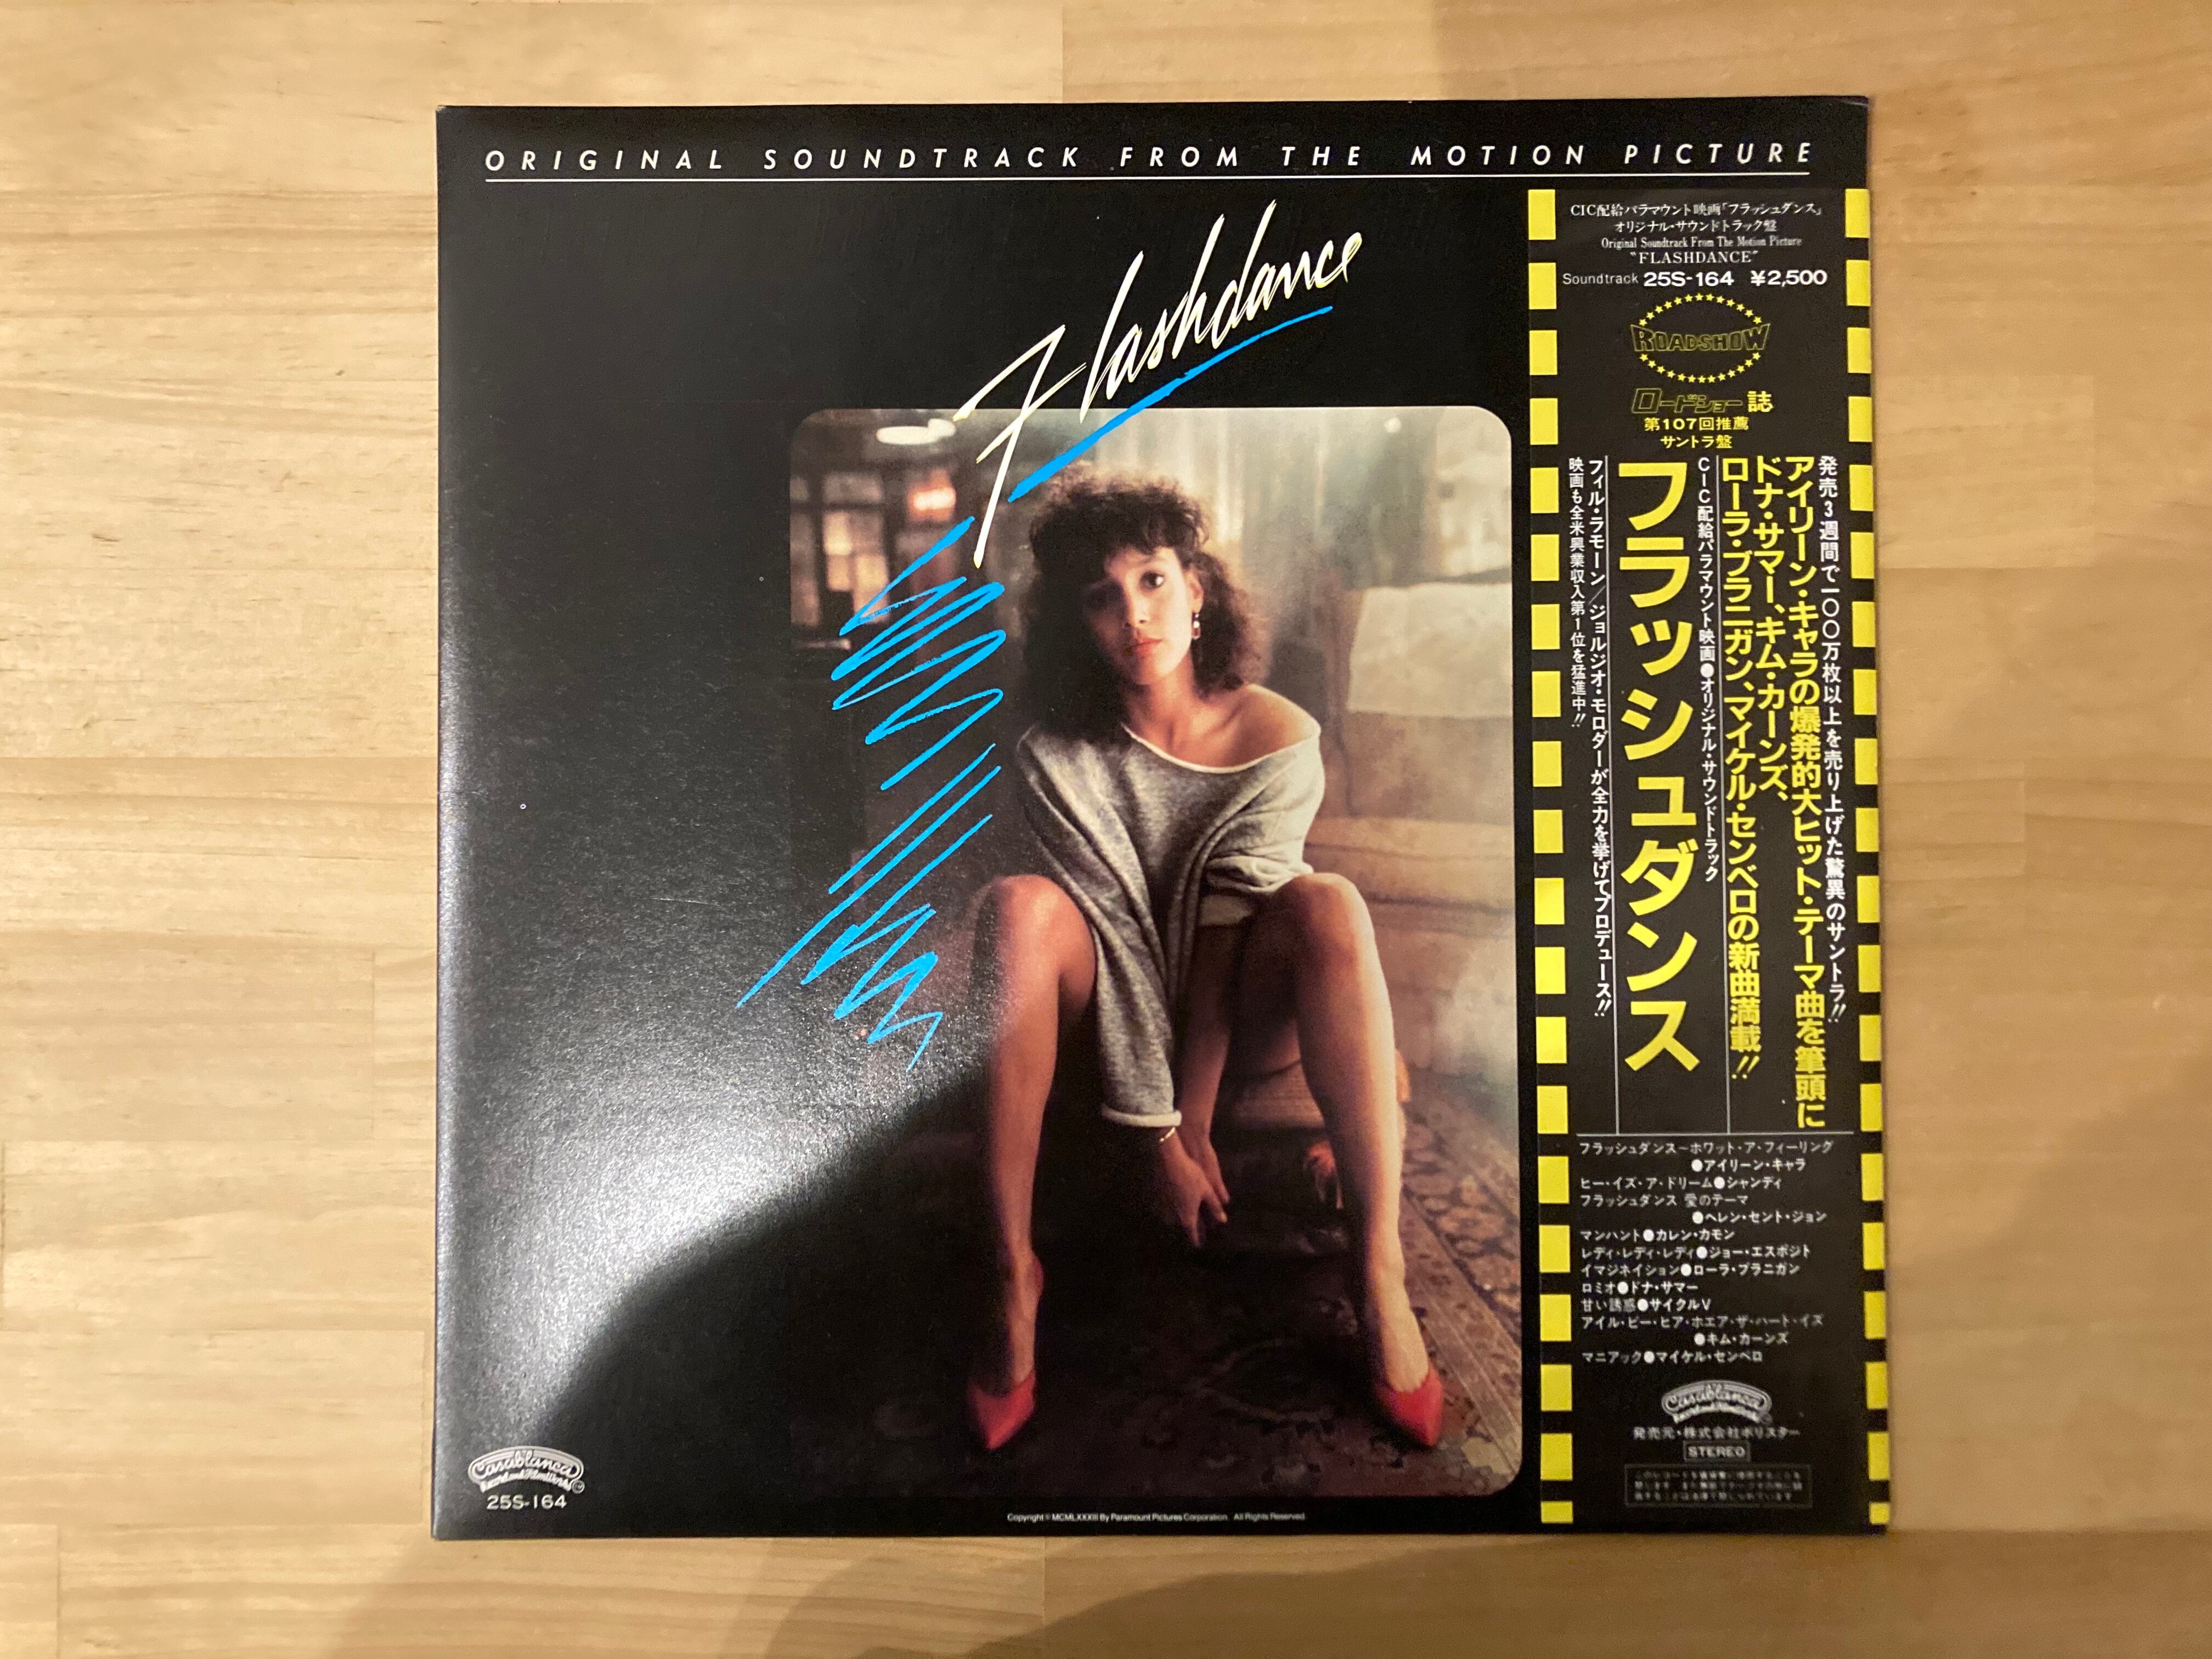 ORIGINAL SOUNDTRACK FROM THE MOTION PICTURE
Flashdance
CIC配給パラマウント映画「フラッシュダンス」
オリジナル・サウンドトラック盤
Original Soundtrack From The Motion Picture
"FLASHDANCE"
Soundtrack 25S-164 ¥2,500
ROADSHOW
ロードショー誌
第107回推薦
サントラ盤
発売3週間で一〇〇万枚以上を売り上げた驚異のサントラ!!
アイリーン・キャラの爆発的大ヒット・テーマ曲を筆頭に
ドナ・サマー、キム・カーンズ、
ローラ・ブラニガン、マイケル・センベロの新曲満載!!
CIC配給パラマウント映画●オリジナル・サウンドトラック
フラッシュダンス
フィル・ラモーン/ジョルジオ・モロダーが全力を挙げてプロデュース!!
映画も全米興業収入第1位を猛進中!!
フラッシュダンス~ホワット・ア・フィーリング
●アイリーン・キャラ
ヒー・イズ・ア・ドリーム●シャンディ
フラッシュダンス 愛のテーマ
●ヘレン・セント・ジョン
マンハント●カレン・カモン
レディ・レディ・レディ●ジョー・エスポジト
イマジネイション●ローラ・ブラニガン
ロミオ●ドナ・サマー
甘い誘惑●サイクルV
アイル・ビー・ヒア・ホエア・ザ・ハート・イズ
●キム・カーンズ
マニアック●マイケル・センベロ
Casablanca
Record and FilmWorks
発売元・株式会社ポリスター
STEREO
Casablanca
Record and FilmWorks
25S-164
Copyright © MCMLXXXIII By Paramount Pictures Corporation. All Rights Reserved.